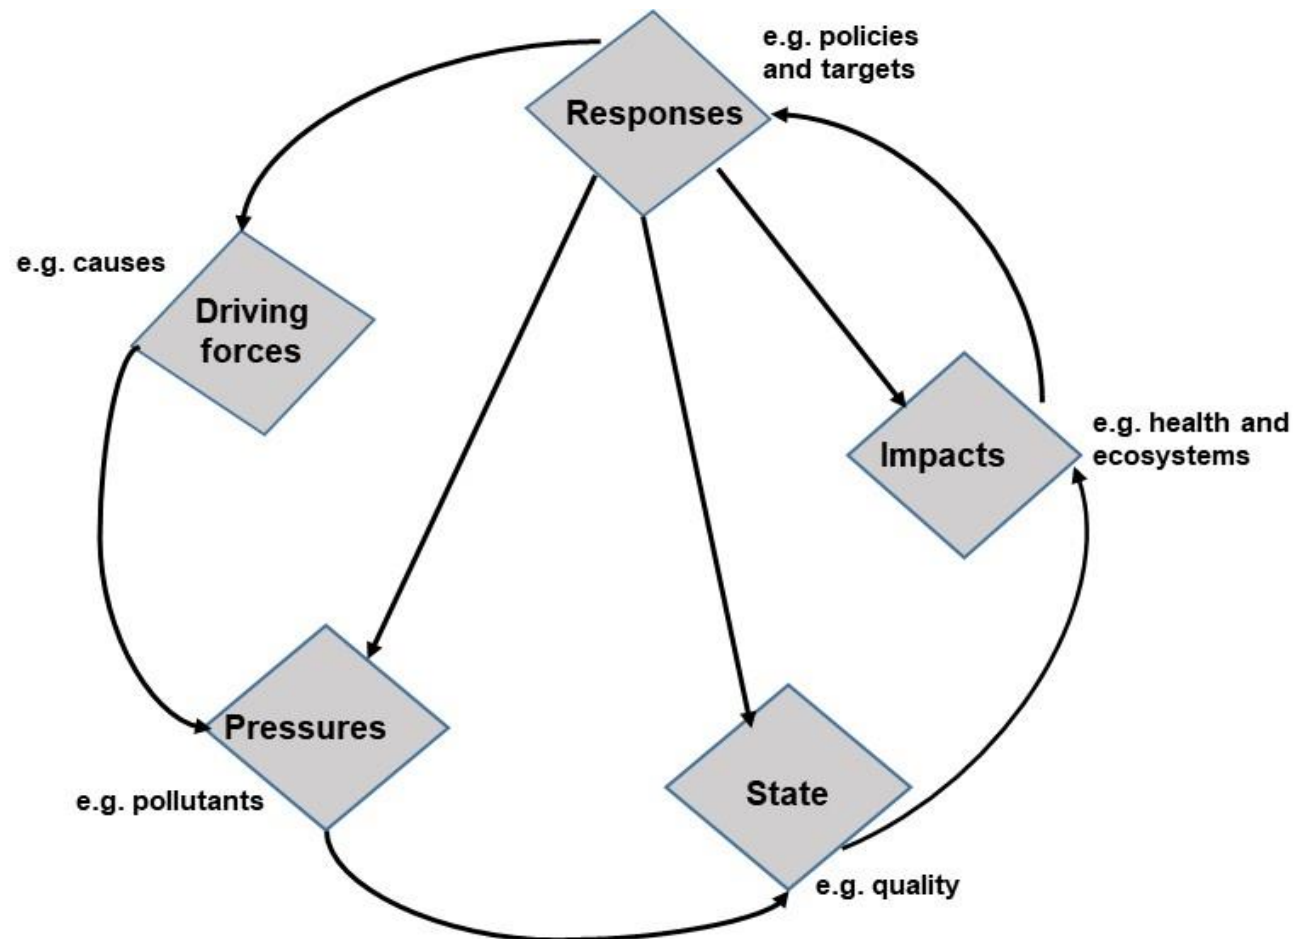 e.g. policies
and targets
Responses
e.g. causes
Driving
forces
e.g. health and
ecosystems
Impacts
Pressures
e.g. pollutants
State
e.g. quality